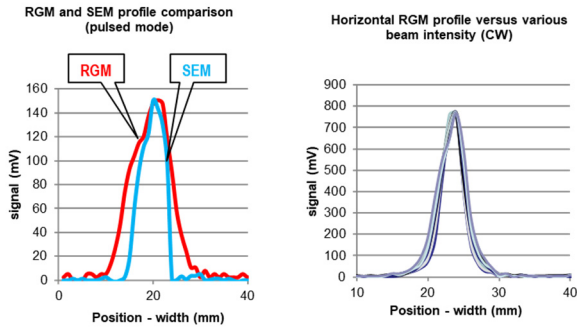 RGM and SEM profile comparison
(pulsed mode)
RGM
SEM
signal (mV)
160
140
120
100
80
60
40
20
0
0
20
40
Position - width (mm)
Horizontal RGM profile versus various
beam intensity (CW)
signal (mV)
900
800
700
600
500
400
300
200
100
0
10
20
30
40
Position - width (mm)